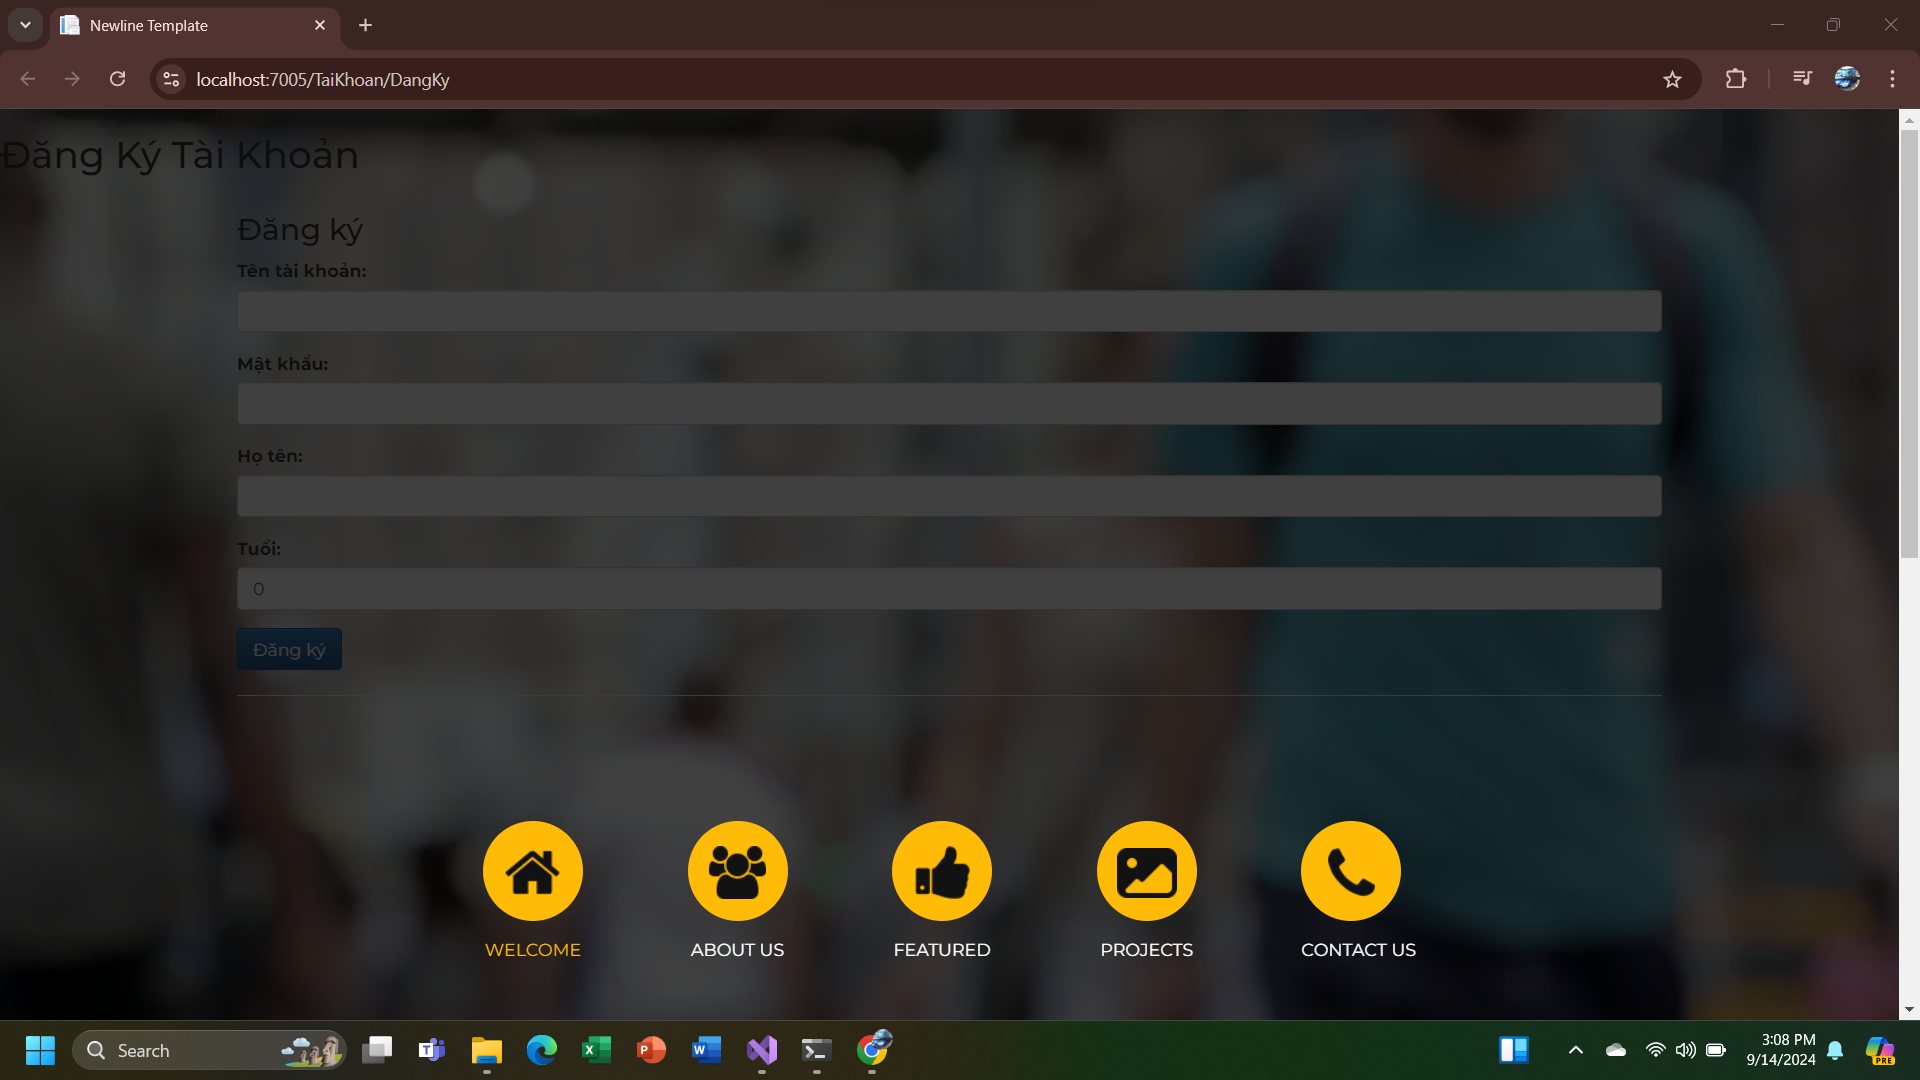 Newline Template
localhost:7005/TaiKhoan/DangKy
Đăng Ký Tài Khoản
Đăng ký
Tên tài khoản:
Mật khẩu:
Họ tên:
Tuổi:
0
Đăng ký
WELCOME
ABOUT US
FEATURED
PROJECTS
CONTACT US
Search
3:08 PM
9/14/2024
PRE